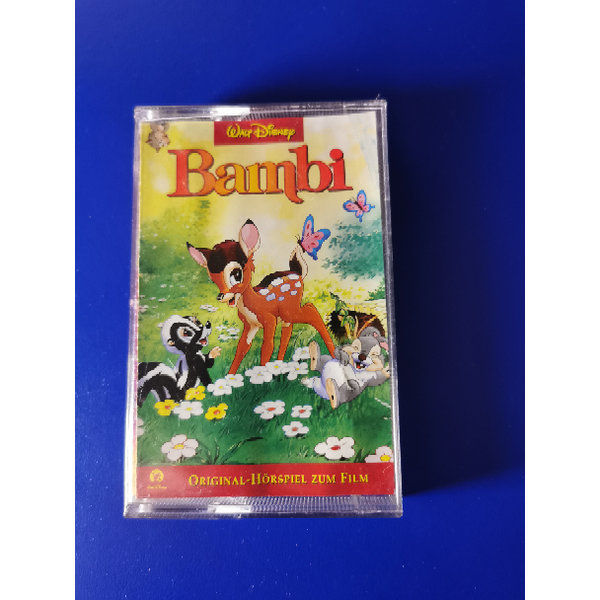 WALT DISNEY
Bambi
ORIGINAL-HÖRSPIEL ZUM FILM